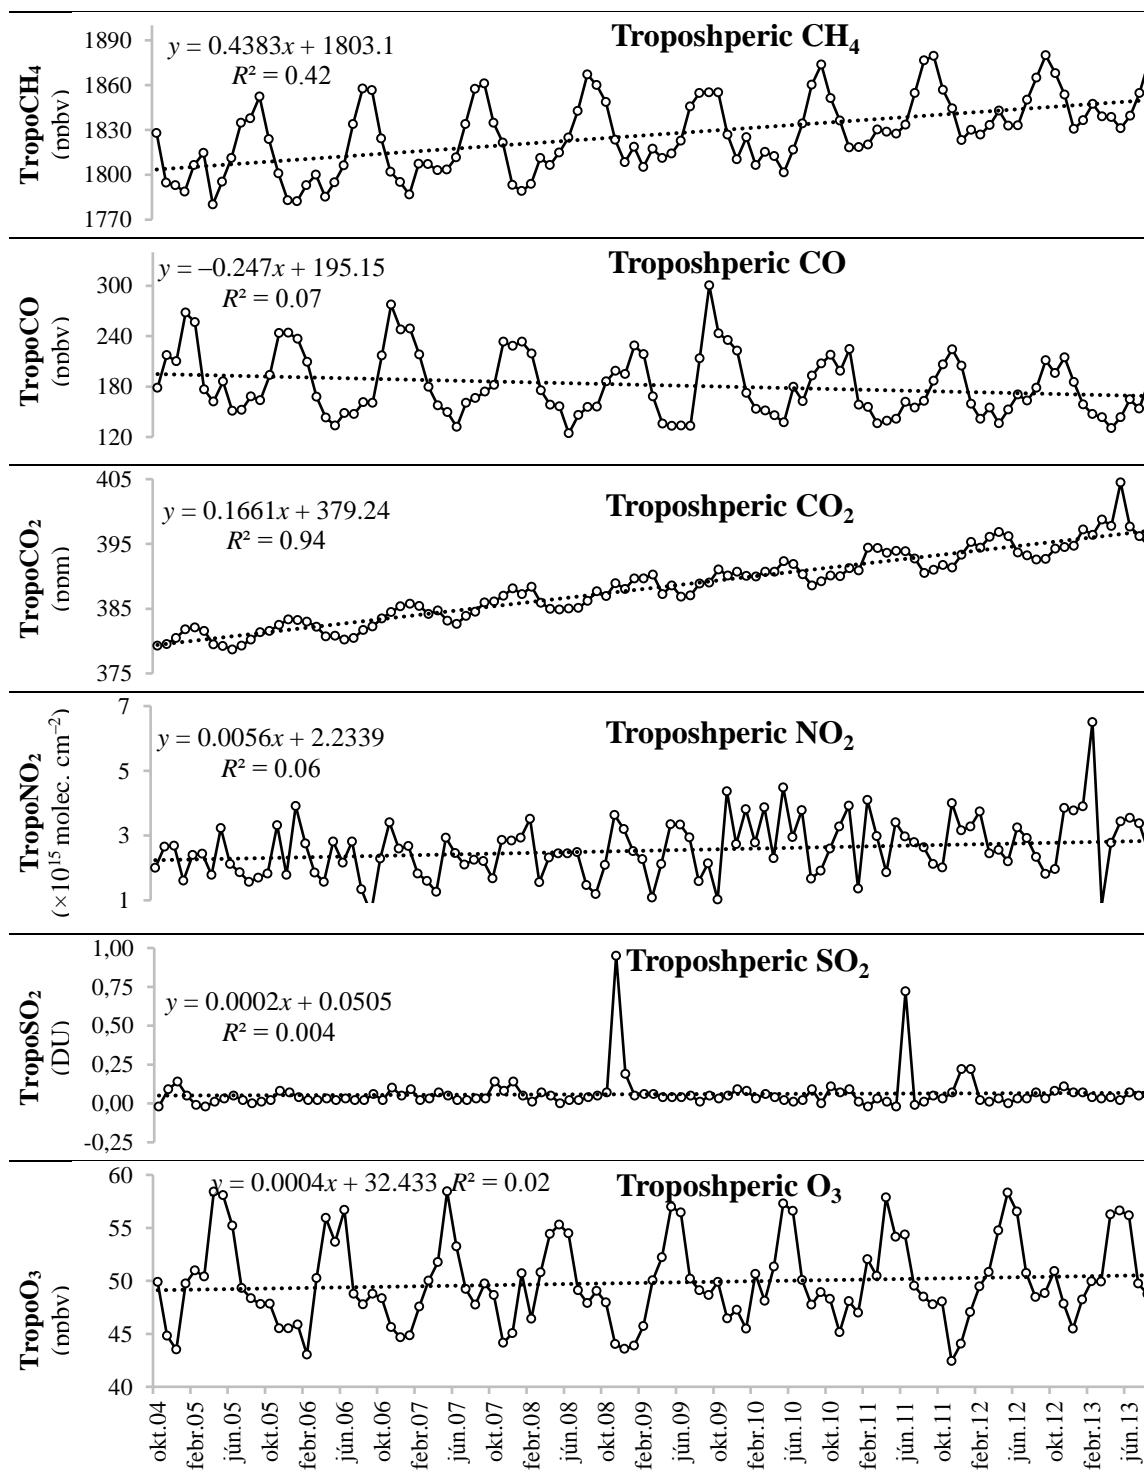 Troposhperic CH₄
y = 0.4383x + 1803.1
R² = 0.42
TropoCH₄
(ppbv)
1890
1860
1830
1800
1770
Troposhperic CO
y = –0.247x + 195.15
R² = 0.07
TropoCO
(ppbv)
300
240
180
120
Troposhperic CO₂
y = 0.1661x + 379.24
R² = 0.94
TropoCO₂
(ppm)
405
395
385
375
Troposhperic NO₂
y = 0.0056x + 2.2339
R² = 0.06
TropoNO₂
(×10¹⁵ molec. cm⁻²)
7
5
3
1
Troposhperic SO₂
y = 0.0002x + 0.0505
R² = 0.004
TropoSO₂
(DU)
1,00
0,75
0,50
0,25
0,00
-0,25
Troposhperic O₃
y = 0.0004x + 32.433 R² = 0.02
TropoO₃
(ppbv)
60
55
50
45
40
okt.04
febr.05
jún.05
okt.05
febr.06
jún.06
okt.06
febr.07
jún.07
okt.07
febr.08
jún.08
okt.08
febr.09
jún.09
okt.09
febr.10
jún.10
okt.10
febr.11
jún.11
okt.11
febr.12
jún.12
okt.12
febr.13
jún.13